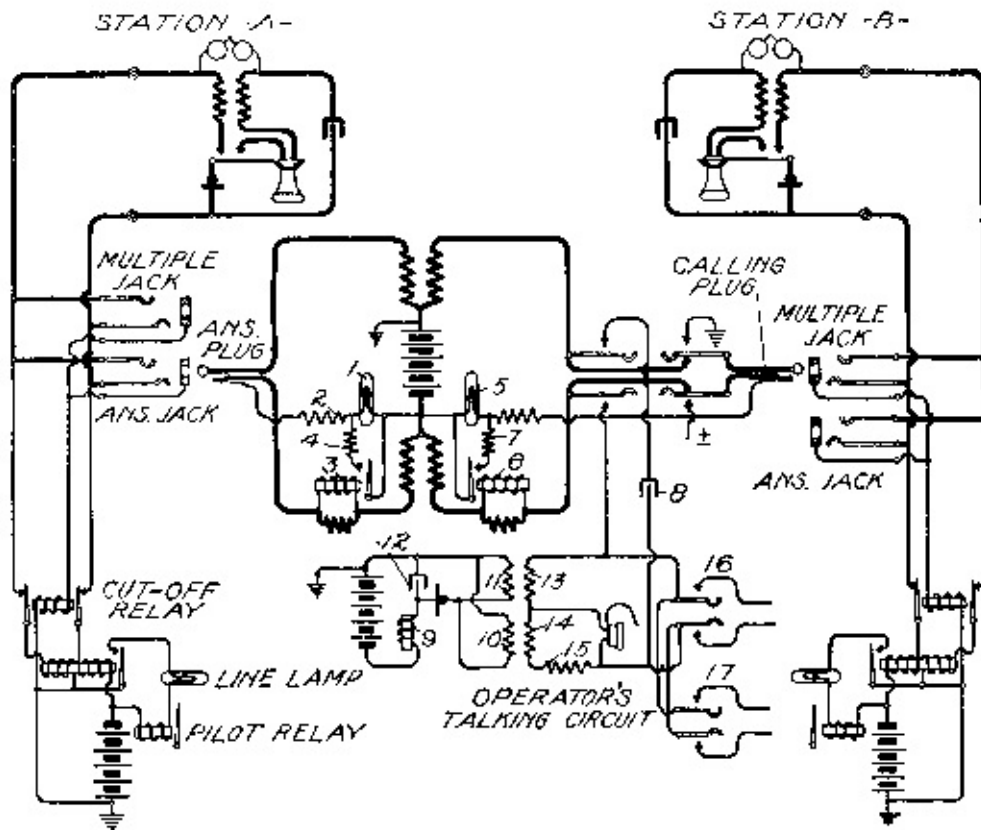 STATION -A-
STATION -B-
MULTIPLE
JACK
ANS.
PLUG
ANS. JACK
CALLING
PLUG
MULTIPLE
JACK
ANS. JACK
1
2
3
4
5
6
7
8
±
CUT-OFF
RELAY
LINE LAMP
PILOT RELAY
9
10
11
12
13
14
15
16
17
OPERATOR'S
TALKING CIRCUIT